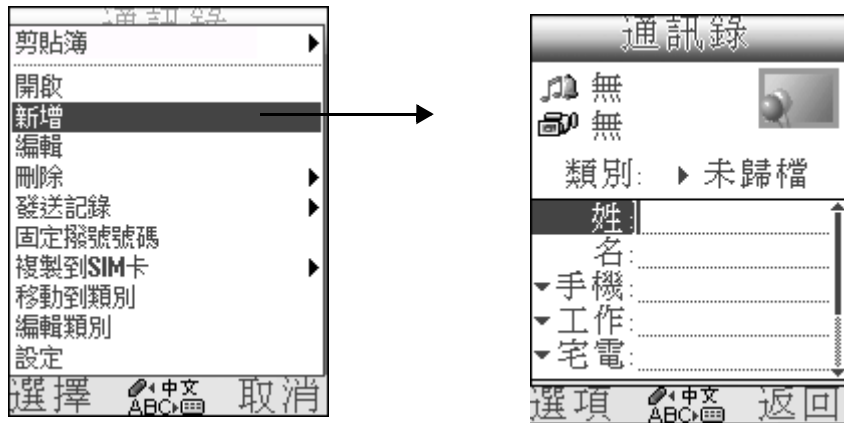 通訊錄
剪貼簿
開啟
新增
編輯
刪除
發送記錄
固定撥號號碼
複製到SIM卡
移動到類別
編輯類別
設定
選擇 中文 ABC 取消
通訊錄
無
無
類別: 未歸檔
姓:
名:
手機:
工作:
宅電:
選項 中文 ABC 返回